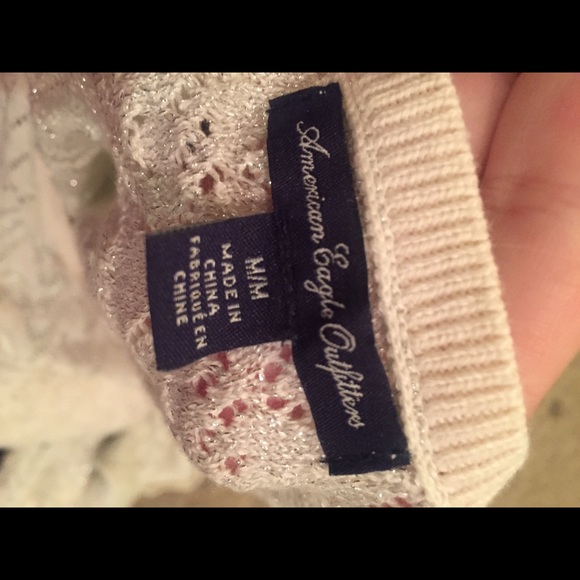 American Eagle Outfitters
M/M
MADE IN
CHINA
FABRIQUÉ EN
CHINE